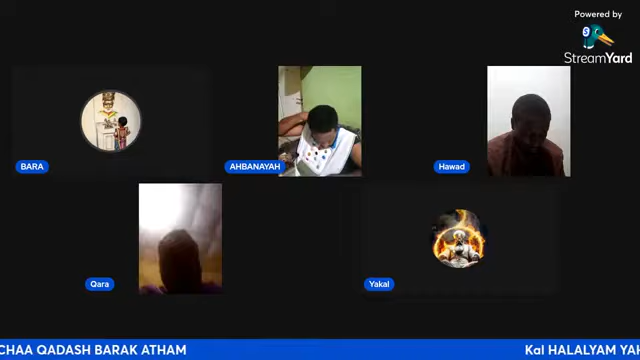 Powered by
StreamYard
BARA
AHBANAYAH
Hawad
Qara
Yakal
CHAA QADASH BARAK ATHAM
Kal HALALYAM YAH